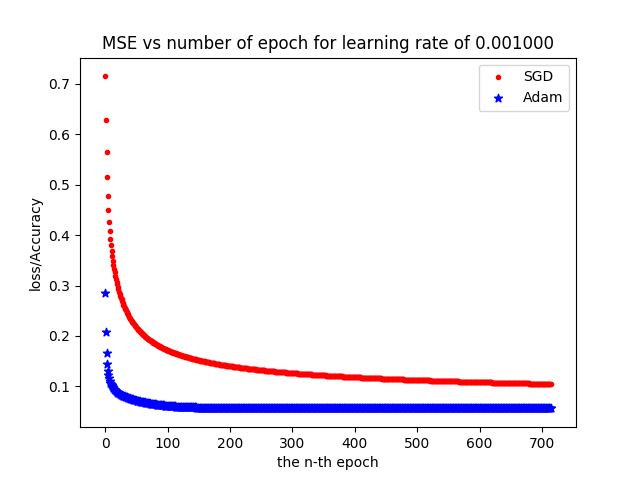 MSE vs number of epoch for learning rate of 0.001000
SGD
Adam
loss/Accuracy
0.7
0.6
0.5
0.4
0.3
0.2
0.1
0 100 200 300 400 500 600 700
the n-th epoch